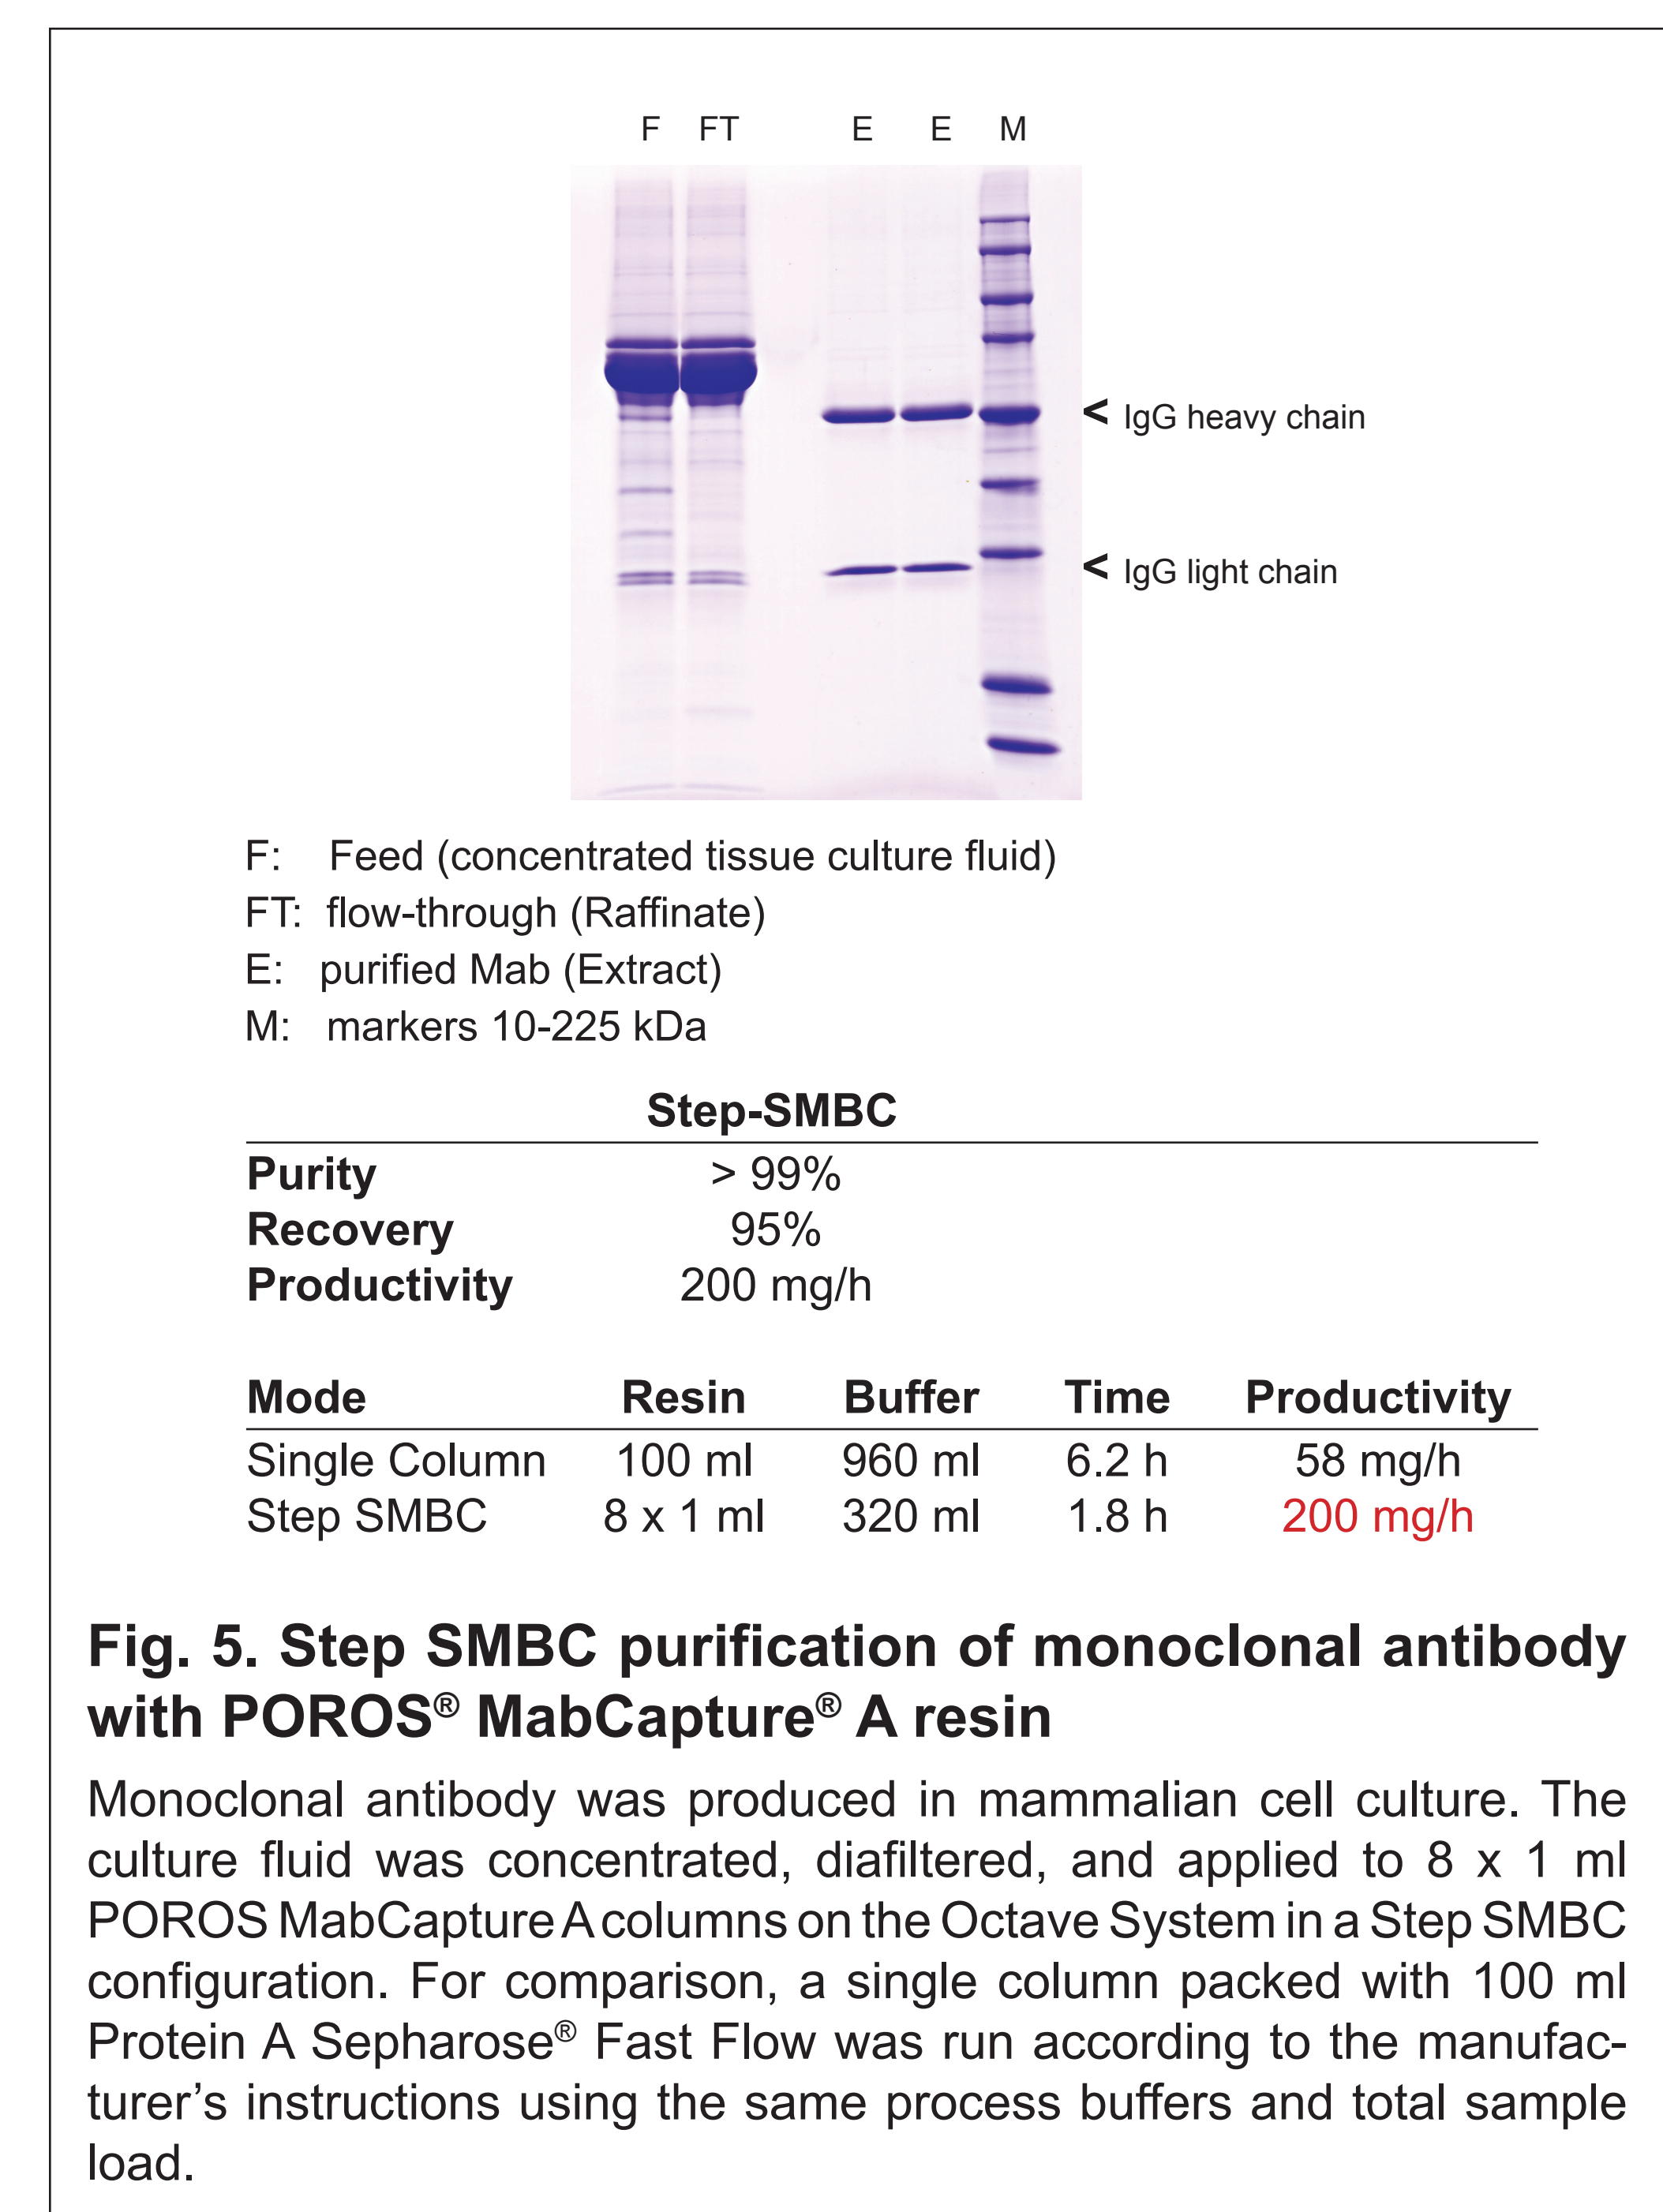 F FT E E M
< IgG heavy chain
< IgG light chain
F: Feed (concentrated tissue culture fluid)
FT: flow-through (Raffinate)
E: purified Mab (Extract)
M: markers 10-225 kDa
Step-SMBC
Purity > 99%
Recovery 95%
Productivity 200 mg/h
Mode Resin Buffer Time Productivity
Single Column 100 ml 960 ml 6.2 h 58 mg/h
Step SMBC 8 x 1 ml 320 ml 1.8 h 200 mg/h
Fig. 5. Step SMBC purification of monoclonal antibody
with POROS® MabCapture® A resin
Monoclonal antibody was produced in mammalian cell culture. The
culture fluid was concentrated, diafiltered, and applied to 8 x 1 ml
POROS MabCapture A columns on the Octave System in a Step SMBC
configuration. For comparison, a single column packed with 100 ml
Protein A Sepharose® Fast Flow was run according to the manufac-
turer's instructions using the same process buffers and total sample
load.